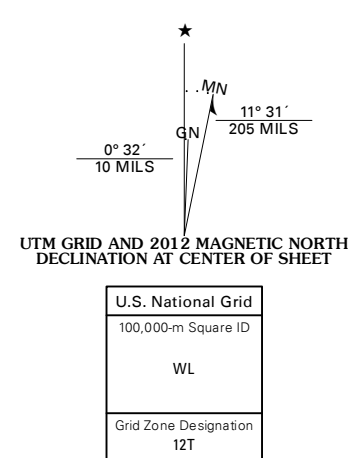 ★
MN
GN
11° 31´
205 MILS
0° 32´
10 MILS
UTM GRID AND 2012 MAGNETIC NORTH
DECLINATION AT CENTER OF SHEET
U.S. National Grid
100,000-m Square ID
WL
Grid Zone Designation
12T